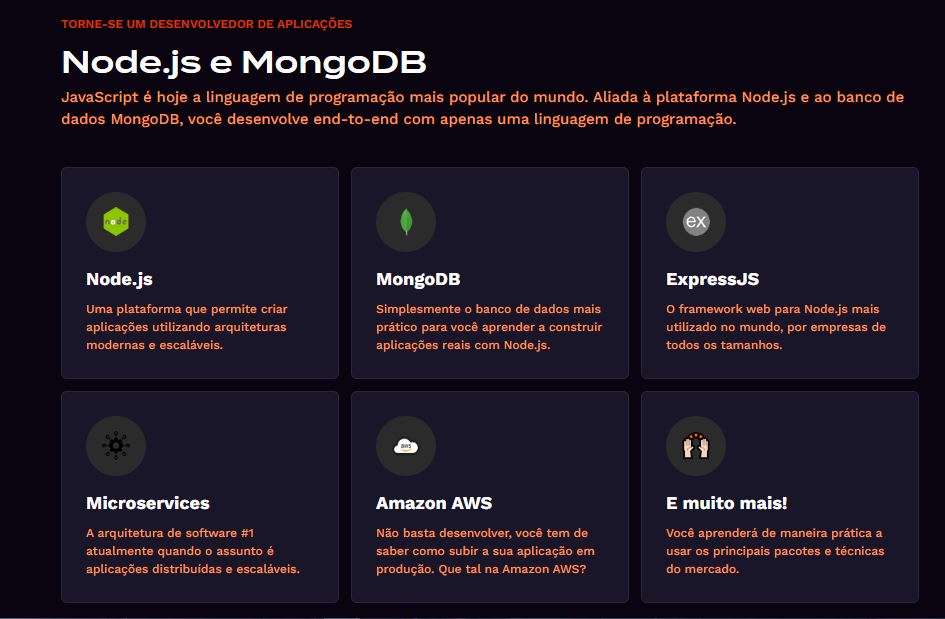 TORNE-SE UM DESENVOLVEDOR DE APLICAÇÕES
Node.js e MongoDB
JavaScript é hoje a linguagem de programação mais popular do mundo. Aliada à plataforma Node.js e ao banco de
dados MongoDB, você desenvolve end-to-end com apenas uma linguagem de programação.
node
Node.js
Uma plataforma que permite criar
aplicações utilizando arquiteturas
modernas e escaláveis.
MongoDB
Simplesmente o banco de dados mais
prático para você aprender a construir
aplicações reais com Node.js.
ex
ExpressJS
O framework web para Node.js mais
utilizado no mundo, por empresas de
todos os tamanhos.
Microservices
A arquitetura de software #1
atualmente quando o assunto é
aplicações distribuídas e escaláveis.
aws
Amazon AWS
Não basta desenvolver, você tem de
saber como subir a sua aplicação em
produção. Que tal na Amazon AWS?
E muito mais!
Você aprenderá de maneira prática a
usar os principais pacotes e técnicas
do mercado.